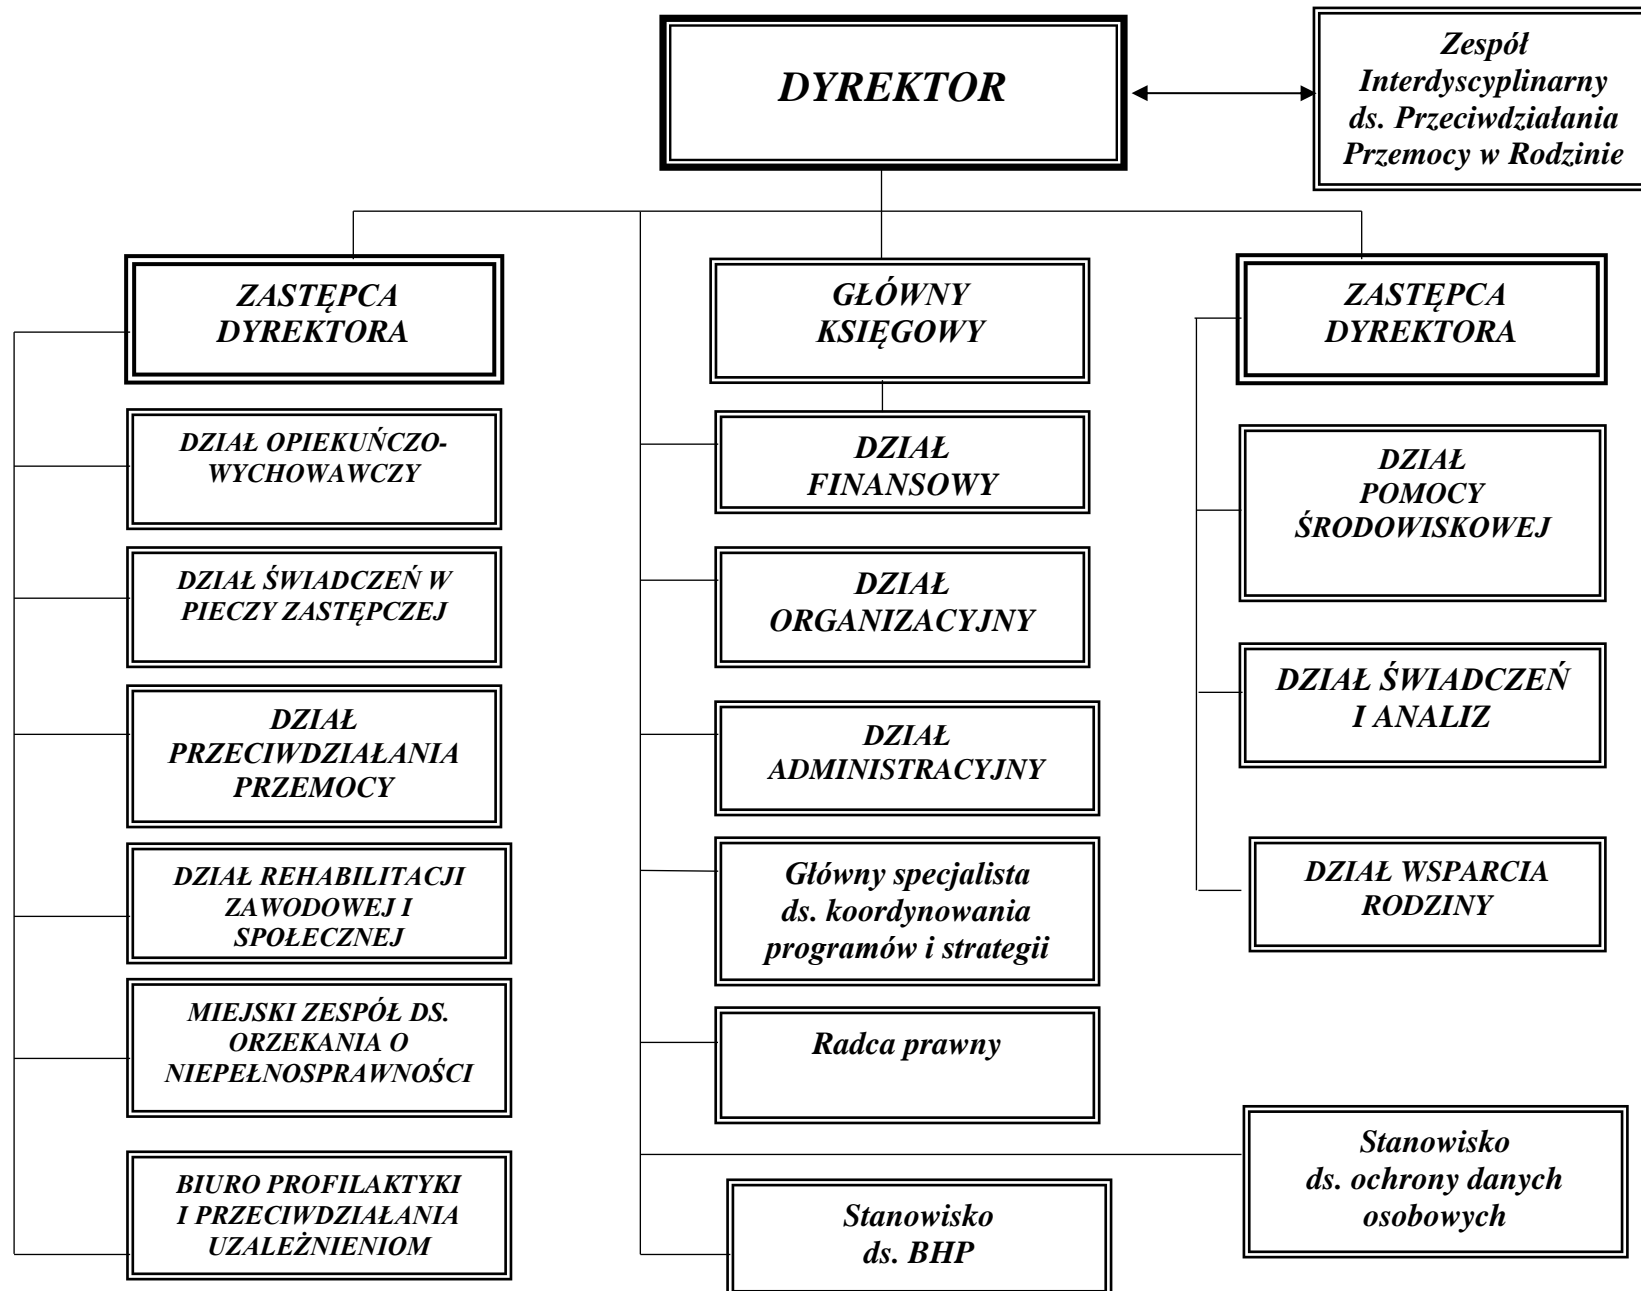 DYREKTOR
Zespół
Interdyscyplinarny
ds. Przeciwdziałania
Przemocy w Rodzinie
ZASTĘPCA
DYREKTORA
DZIAŁ OPIEKUŃCZO-
WYCHOWAWCZY
DZIAŁ ŚWIADCZEŃ W
PIECZY ZASTĘPCZEJ
DZIAŁ
PRZECIWDZIAŁANIA
PRZEMOCY
DZIAŁ REHABILITACJI
ZAWODOWEJ I
SPOŁECZNEJ
MIEJSKI ZESPÓŁ DS.
ORZEKANIA O
NIEPEŁNOSPRAWNOŚCI
BIURO PROFILAKTYKI
I PRZECIWDZIAŁANIA
UZALEŻNIENIOM
GŁÓWNY
KSIĘGOWY
DZIAŁ
FINANSOWY
DZIAŁ
ORGANIZACYJNY
DZIAŁ
ADMINISTRACYJNY
Główny specjalista
ds. koordynowania
programów i strategii
Radca prawny
Stanowisko
ds. BHP
ZASTĘPCA
DYREKTORA
DZIAŁ
POMOCY
ŚRODOWISKOWEJ
DZIAŁ ŚWIADCZEŃ
I ANALIZ
DZIAŁ WSPARCIA
RODZINY
Stanowisko
ds. ochrony danych
osobowych